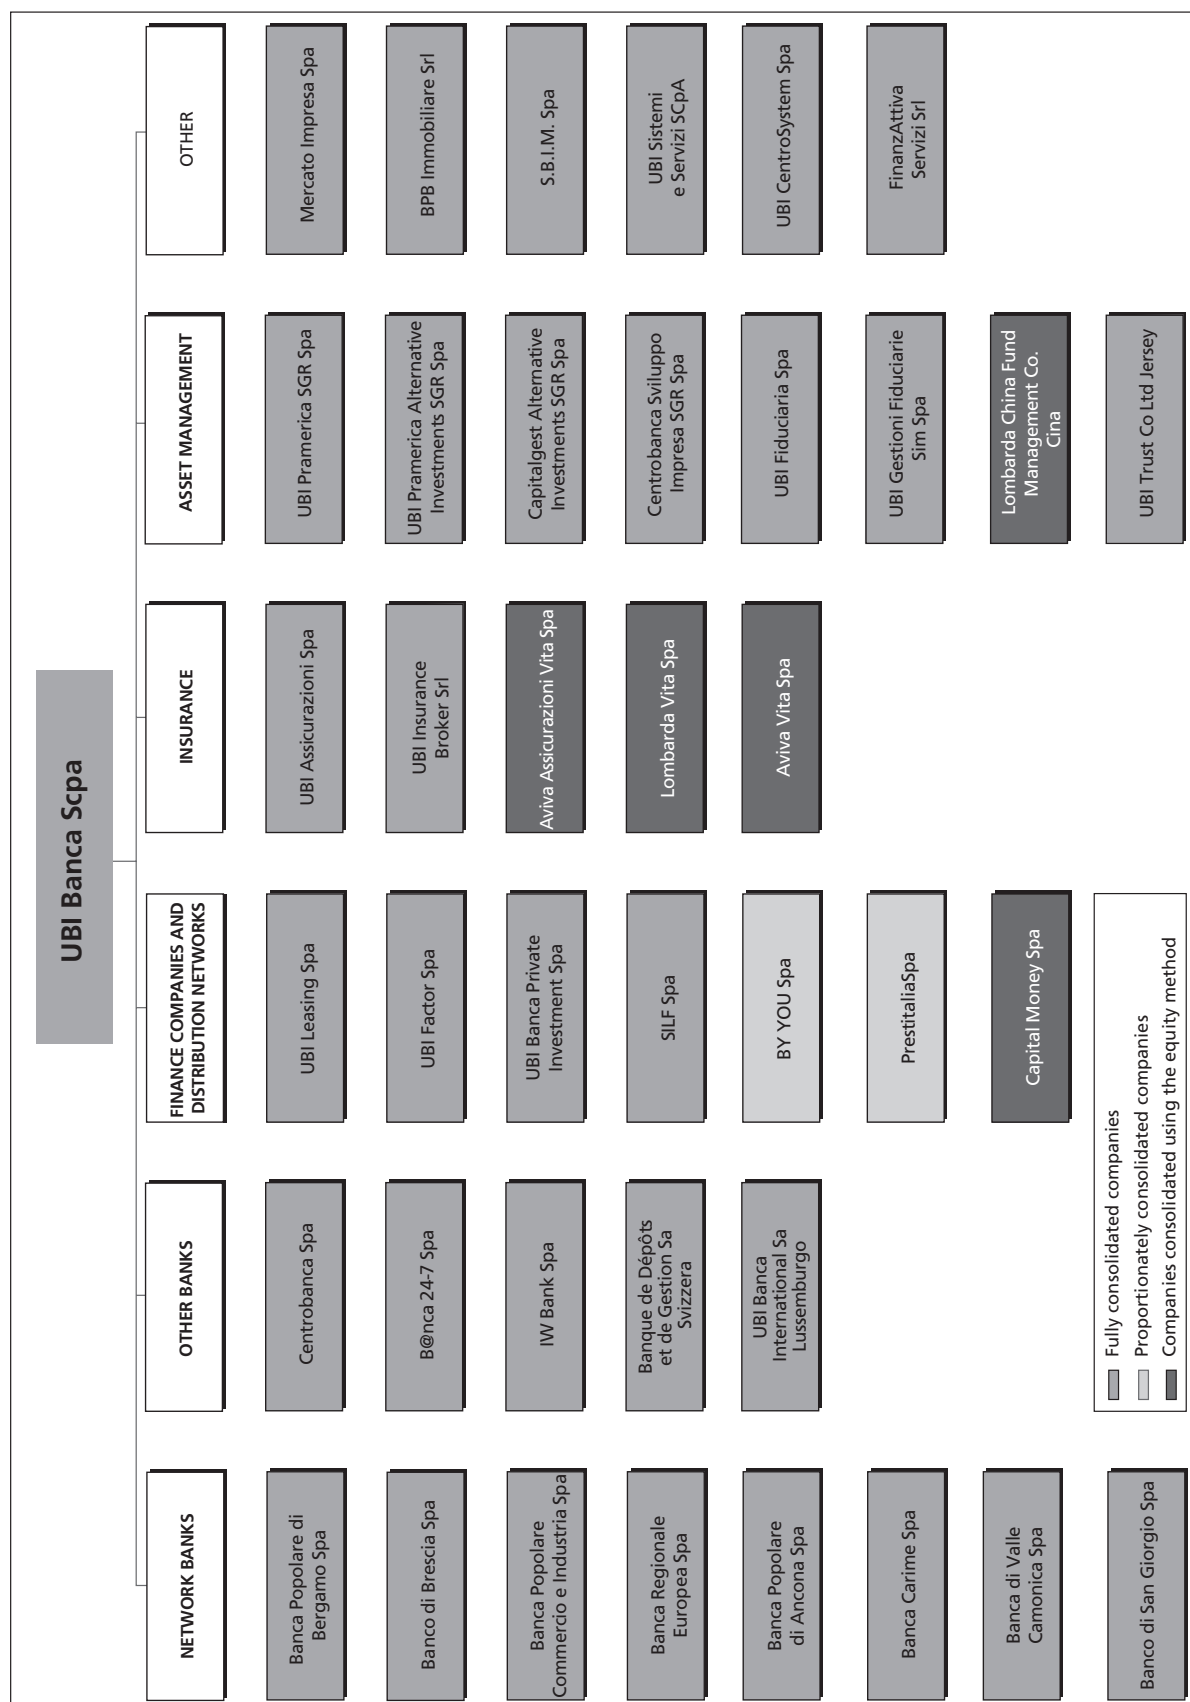 UBI Banca Scpa
NETWORK BANKS
Banca Popolare di
Bergamo Spa
Banco di Brescia Spa
Banca Popolare
Commercio e Industria Spa
Banca Regionale
Europea Spa
Banca Popolare
di Ancona Spa
Banca Carime Spa
Banca di Valle
Camonica Spa
Banco di San Giorgio Spa
OTHER BANKS
Centrobanca Spa
B@nca 24-7 Spa
IW Bank Spa
Banque de Dépôts
et de Gestion Sa
Svizzera
UBI Banca
International Sa
Lussemburgo
FINANCE COMPANIES AND
DISTRIBUTION NETWORKS
UBI Leasing Spa
UBI Factor Spa
UBI Banca Private
Investment Spa
SILF Spa
BY YOU Spa
PrestitaliaSpa
Capital Money Spa
INSURANCE
UBI Assicurazioni Spa
UBI Insurance
Broker Srl
Aviva Assicurazioni Vita Spa
Lombarda Vita Spa
Aviva Vita Spa
ASSET MANAGEMENT
UBI Pramerica SGR Spa
UBI Pramerica Alternative
Investments SGR Spa
Capitalgest Alternative
Investments SGR Spa
Centrobanca Sviluppo
Impresa SGR Spa
UBI Fiduciaria Spa
UBI Gestioni Fiduciarie
Sim Spa
Lombarda China Fund
Management Co.
Cina
UBI Trust Co Ltd Jersey
OTHER
Mercato Impresa Spa
BPB Immobiliare Srl
S.B.I.M. Spa
UBI Sistemi
e Servizi SCpA
UBI CentroSystem Spa
FinanzAttiva
Servizi Srl
Fully consolidated companies
Proportionately consolidated companies
Companies consolidated using the equity method